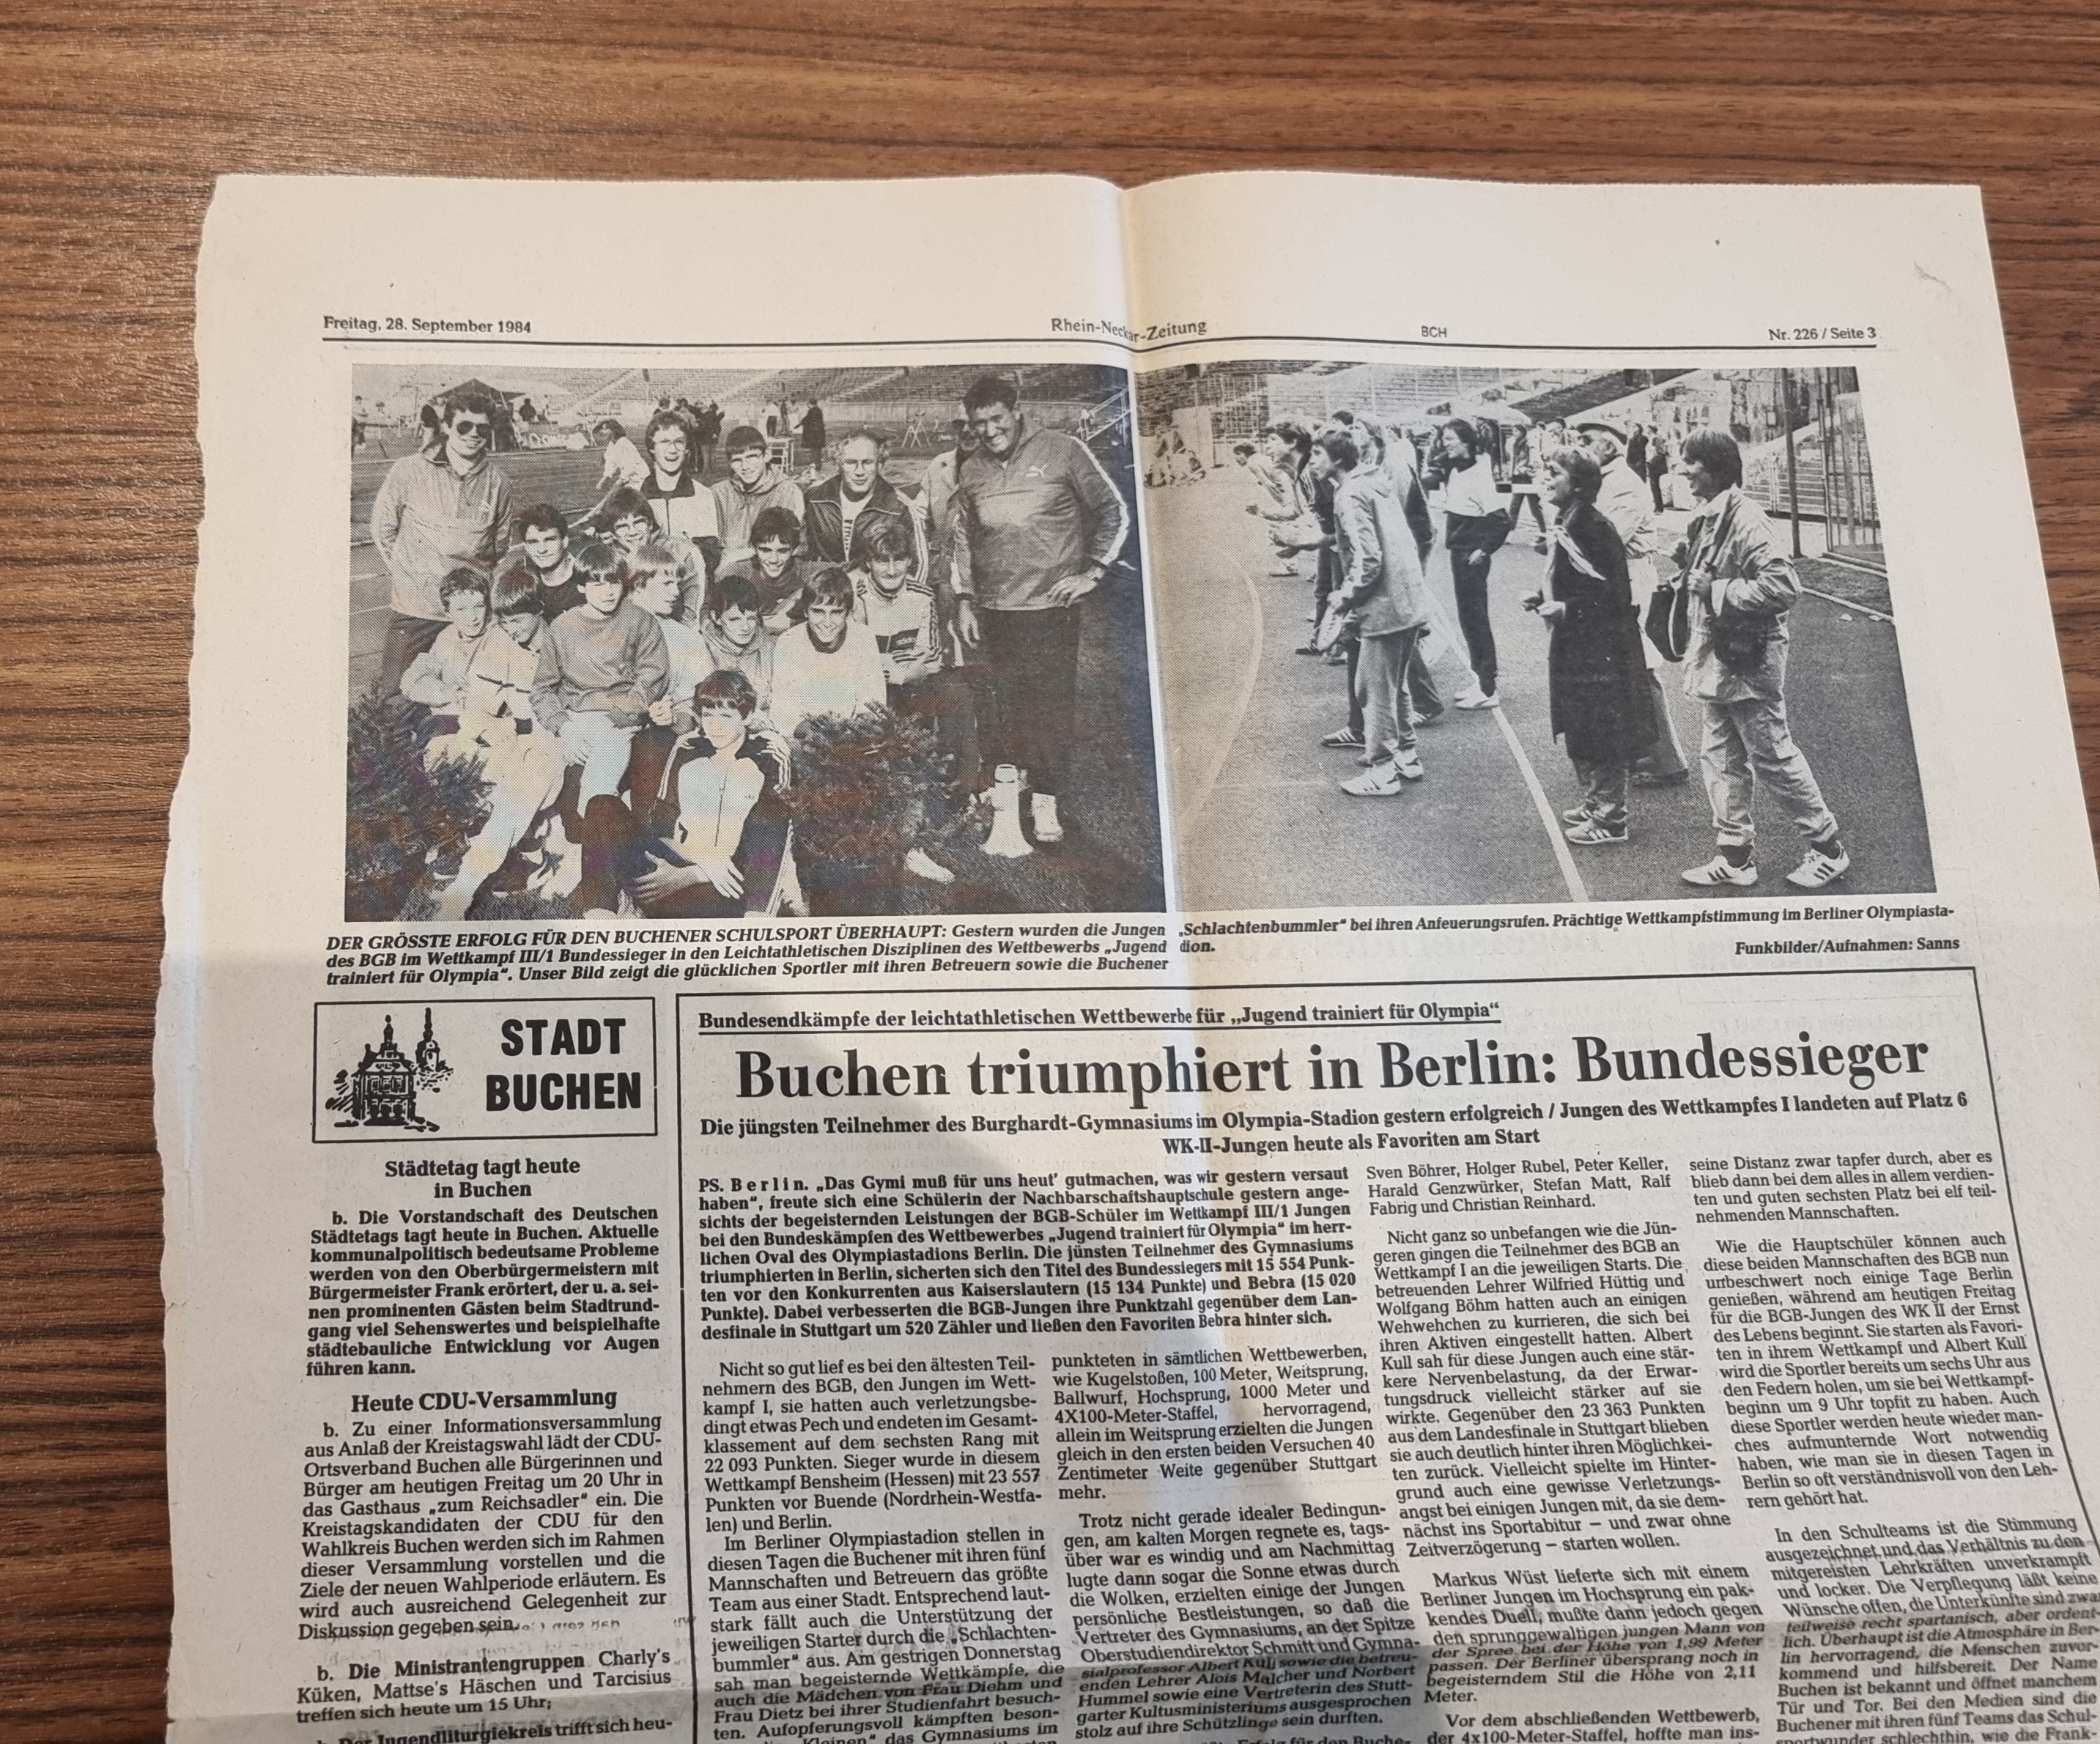 Freitag, 28. September 1984
Rhein-Neckar-Zeitung
BCH
Nr. 226 / Seite 3
DER GRÖSSTE ERFOLG FÜR DEN BUCHENER SCHULSPORT ÜBERHAUPT: Gestern wurden die Jungen
des BGB im Wettkampf III/1 Bundessieger in den Leichtathletischen Disziplinen des Wettbewerbs „Jugend
trainiert für Olympia“. Unser Bild zeigt die glücklichen Sportler mit ihren Betreuern sowie die Buchener
„Schlachtenbummler“ bei ihren Anfeuerungsrufen. Prächtige Wettkampfstimmung im Berliner Olympiasta-
dion.
Funkbilder/Aufnahmen: Sanns
STADT
BUCHEN
Städtetag tagt heute
in Buchen
b. Die Vorstandschaft des Deutschen
Städtetags tagt heute in Buchen. Aktuelle
kommunalpolitisch bedeutsame Probleme
werden von den Oberbürgermeistern mit
Bürgermeister Frank erörtert, der u. a. sei-
nen prominenten Gästen beim Stadtrund-
gang viel Sehenswertes und beispielhafte
städtebauliche Entwicklung vor Augen
führen kann.
Heute CDU-Versammlung
b. Zu einer Informationsversammlung
aus Anlaß der Kreistagswahl lädt der CDU-
Ortsverband Buchen alle Bürgerinnen und
Bürger am heutigen Freitag um 20 Uhr in
das Gasthaus „zum Reichsadler“ ein. Die
Kreistagskandidaten der CDU für den
Wahlkreis Buchen werden sich im Rahmen
dieser Versammlung vorstellen und die
Ziele der neuen Wahlperiode erläutern. Es
wird auch ausreichend Gelegenheit zur
Diskussion gegeben sein.
b. Die Ministrantengruppen Charly's
Küken, Mattse's Häschen und Tarcisius
treffen sich heute um 15 Uhr;
b. Der Jugendliturgiekreis trifft sich heu-
Bundesendkämpfe der leichtathletischen Wettbewerbe für „Jugend trainiert für Olympia“
Buchen triumphiert in Berlin: Bundessieger
Die jüngsten Teilnehmer des Burghardt-Gymnasiums im Olympia-Stadion gestern erfolgreich / Jungen des Wettkampfes I landeten auf Platz 6
WK-II-Jungen heute als Favoriten am Start
PS. Berlin. „Das Gymi muß für uns heut' gutmachen, was wir gestern versaut
haben“, freute sich eine Schülerin der Nachbarschaftshauptschule gestern ange-
sichts der begeisternden Leistungen der BGB-Schüler im Wettkampf III/1 Jungen
bei den Bundeskämpfen des Wettbewerbes „Jugend trainiert für Olympia“ im herr-
lichen Oval des Olympiastadions Berlin. Die jünsten Teilnehmer des Gymnasiums
triumphierten in Berlin, sicherten sich den Titel des Bundessiegers mit 15 554 Punk-
ten vor den Konkurrenten aus Kaiserslautern (15 134 Punkte) und Bebra (15 020
Punkte). Dabei verbesserten die BGB-Jungen ihre Punktzahl gegenüber dem Lan-
desfinale in Stuttgart um 520 Zähler und ließen den Favoriten Bebra hinter sich.
Nicht so gut lief es bei den ältesten Teil-
nehmern des BGB, den Jungen im Wett-
kampf I, sie hatten auch verletzungsbe-
dingt etwas Pech und endeten im Gesamt-
klassement auf dem sechsten Rang mit
22 093 Punkten. Sieger wurde in diesem
Wettkampf Bensheim (Hessen) mit 23 557
Punkten vor Buende (Nordrhein-Westfa-
len) und Berlin.
Im Berliner Olympiastadion stellen in
diesen Tagen die Buchener mit ihren fünf
Mannschaften und Betreuern das größte
Team aus einer Stadt. Entsprechend laut-
stark fällt auch die Unterstützung der
jeweiligen Starter durch die „Schlachten-
bummler“ aus. Am gestrigen Donnerstag
sah man begeisternde Wettkämpfe, die
auch die Mädchen von Frau Diehm und
Frau Dietz bei ihrer Studienfahrt besuch-
ten. Aufopferungsvoll kämpften beson-
Kleinen“ das Gymnasiums im
punkteten in sämtlichen Wettbewerben,
wie Kugelstoßen, 100 Meter, Weitsprung,
Ballwurf, Hochsprung, 1000 Meter und
4X100-Meter-Staffel, hervorragend,
allein im Weitsprung erzielten die Jungen
gleich in den ersten beiden Versuchen 40
Zentimeter Weite gegenüber Stuttgart
mehr.
Trotz nicht gerade idealer Bedingun-
gen, am kalten Morgen regnete es, tags-
über war es windig und am Nachmittag
lugte dann sogar die Sonne etwas durch
die Wolken, erzielten einige der Jungen
persönliche Bestleistungen, so daß die
Vertreter des Gymnasiums, an der Spitze
Oberstudiendirektor Schmitt und Gymna-
sialprofessor Albert Kull sowie die betreu-
enden Lehrer Alois Malcher und Norbert
Hummel sowie eine Vertreterin des Stutt-
garter Kultusministeriums ausgesprochen
stolz auf ihre Schützlinge sein durften.
Sven Böhrer, Holger Rubel, Peter Keller,
Harald Genzwürker, Stefan Matt, Ralf
Fabrig und Christian Reinhard.
Nicht ganz so unbefangen wie die Jün-
geren gingen die Teilnehmer des BGB an
Wettkampf I an die jeweiligen Starts. Die
betreuenden Lehrer Wilfried Hüttig und
Wolfgang Böhm hatten auch an einigen
Wehwehchen zu kurrieren, die sich bei
ihren Aktiven eingestellt hatten. Albert
Kull sah für diese Jungen auch eine stär-
kere Nervenbelastung, da der Erwar-
tungsdruck vielleicht stärker auf sie
wirkte. Gegenüber den 23 363 Punkten
aus dem Landesfinale in Stuttgart blieben
sie auch deutlich hinter ihren Möglichkei-
ten zurück. Vielleicht spielte im Hinter-
grund auch eine gewisse Verletzungs-
angst bei einigen Jungen mit, da sie dem-
nächst ins Sportabitur – und zwar ohne
Zeitverzögerung – starten wollen.
Markus Wüst lieferte sich mit einem
Berliner Jungen im Hochsprung ein pak-
kendes Duell, mußte dann jedoch gegen
den sprunggewaltigen jungen Mann von
der Spree bei der Höhe von 1,99 Meter
passen. Der Berliner übersprang noch in
begeisterndem Stil die Höhe von 2,11
Meter.
Vor dem abschließenden Wettbewerb,
der 4x100-Meter-Staffel, hoffte man ins-
seine Distanz zwar tapfer durch, aber es
blieb dann bei dem alles in allem verdien-
ten und guten sechsten Platz bei elf teil-
nehmenden Mannschaften.
Wie die Hauptschüler können auch
diese beiden Mannschaften des BGB nun
unbeschwert noch einige Tage Berlin
genießen, während am heutigen Freitag
für die BGB-Jungen des WK II der Ernst
des Lebens beginnt. Sie starten als Favori-
ten in ihrem Wettkampf und Albert Kull
wird die Sportler bereits um sechs Uhr aus
den Federn holen, um sie bei Wettkampf-
beginn um 9 Uhr topfit zu haben. Auch
diese Sportler werden heute wieder man-
ches aufmunternde Wort notwendig
haben, wie man sie in diesen Tagen in
Berlin so oft verständnisvoll von den Leh-
rern gehört hat.
In den Schulteams ist die Stimmung
ausgezeichnet und das Verhältnis zu den
mitgereisten Lehrkräften unverkrampft
und locker. Die Verpflegung läßt keine
Wünsche offen, die Unterkünfte sind zwar
teilweise recht spartanisch, aber ordent-
lich. Überhaupt ist die Atmosphäre in Ber-
lin hervorragend, die Menschen zuvor-
kommend und hilfsbereit. Der Name
Buchen ist bekannt und öffnet manchem
Tür und Tor. Bei den Medien sind die
Buchener mit ihren fünf Teams das Schul-
sportwunder schlechthin, wie die Frank-